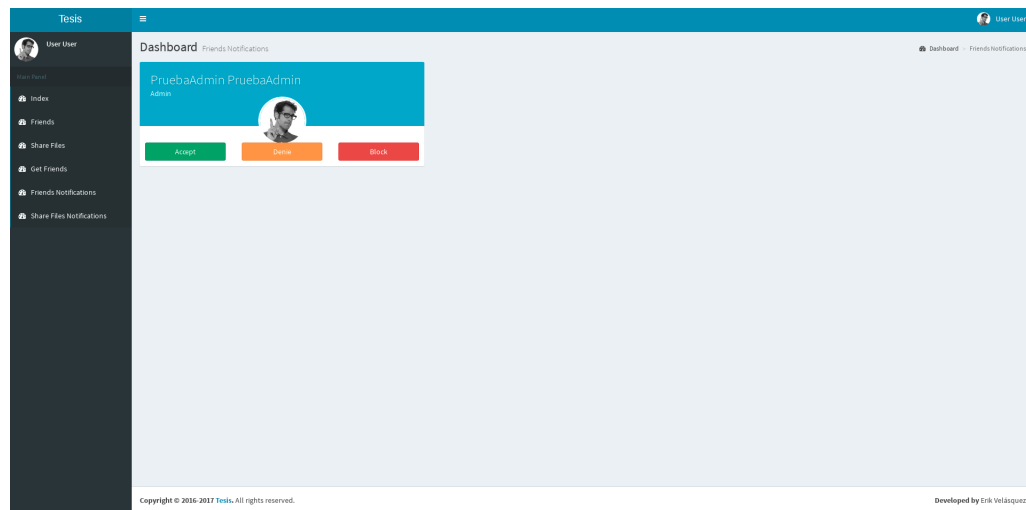 Tesis
User User
User User
Dashboard Friends Notifications
Dashboard > Friends Notifications
Main Panel
Index
Friends
Share Files
Get Friends
Friends Notifications
Share Files Notifications
PruebaAdmin PruebaAdmin
Admin
Accept
Denie
Block
Copyright © 2016-2017 Tesis. All rights reserved.
Developed by Erik Velásquez